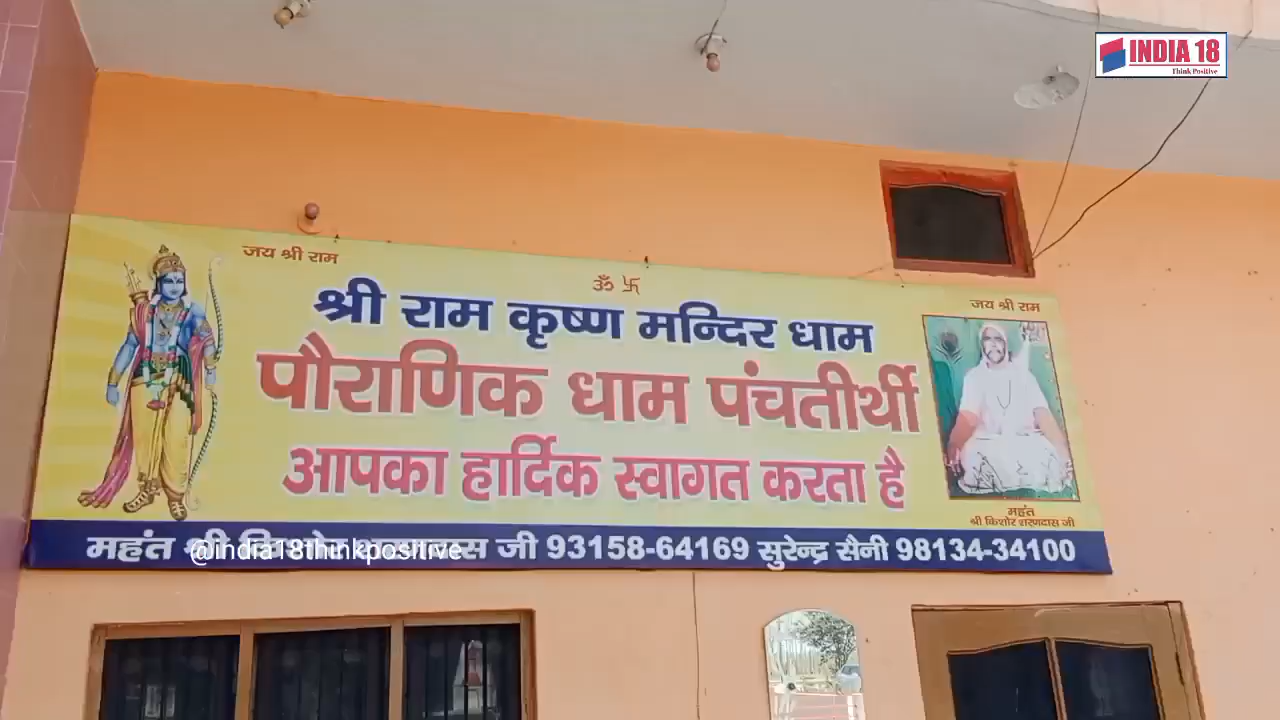 INDIA 18
Think Positive
जय श्री राम
ॐ 卐
श्री राम कृष्ण मन्दिर धाम
जय श्री राम
पौराणिक धाम पंचतीर्थी
आपका हार्दिक स्वागत करता है
महंत
श्री किशोर शरणदास जी
महंत श्री किशोर शरणदास जी 93158-64169 सुरेन्द्र सैनी 98134-34100
@india18thinkpositive